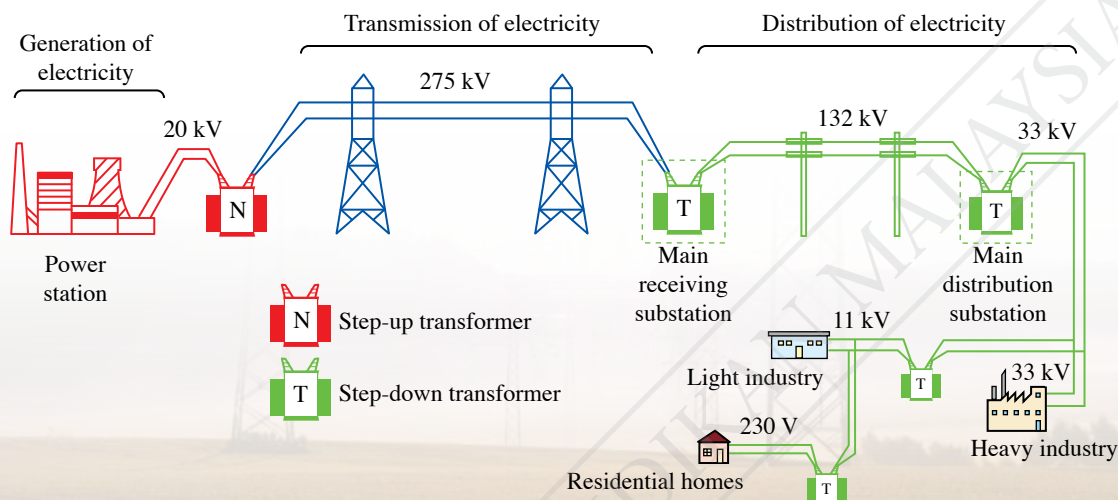 Generation of
electricity
Transmission of electricity
Distribution of electricity
20 kV
275 kV
132 kV
33 kV
N
T
T
Power
station
Main
receiving
substation
Main
distribution
substation
N
Step-up transformer
T
Step-down transformer
11 kV
Light industry
T
33 kV
Heavy industry
230 V
Residential homes
T
DIKAN MALAYSIA